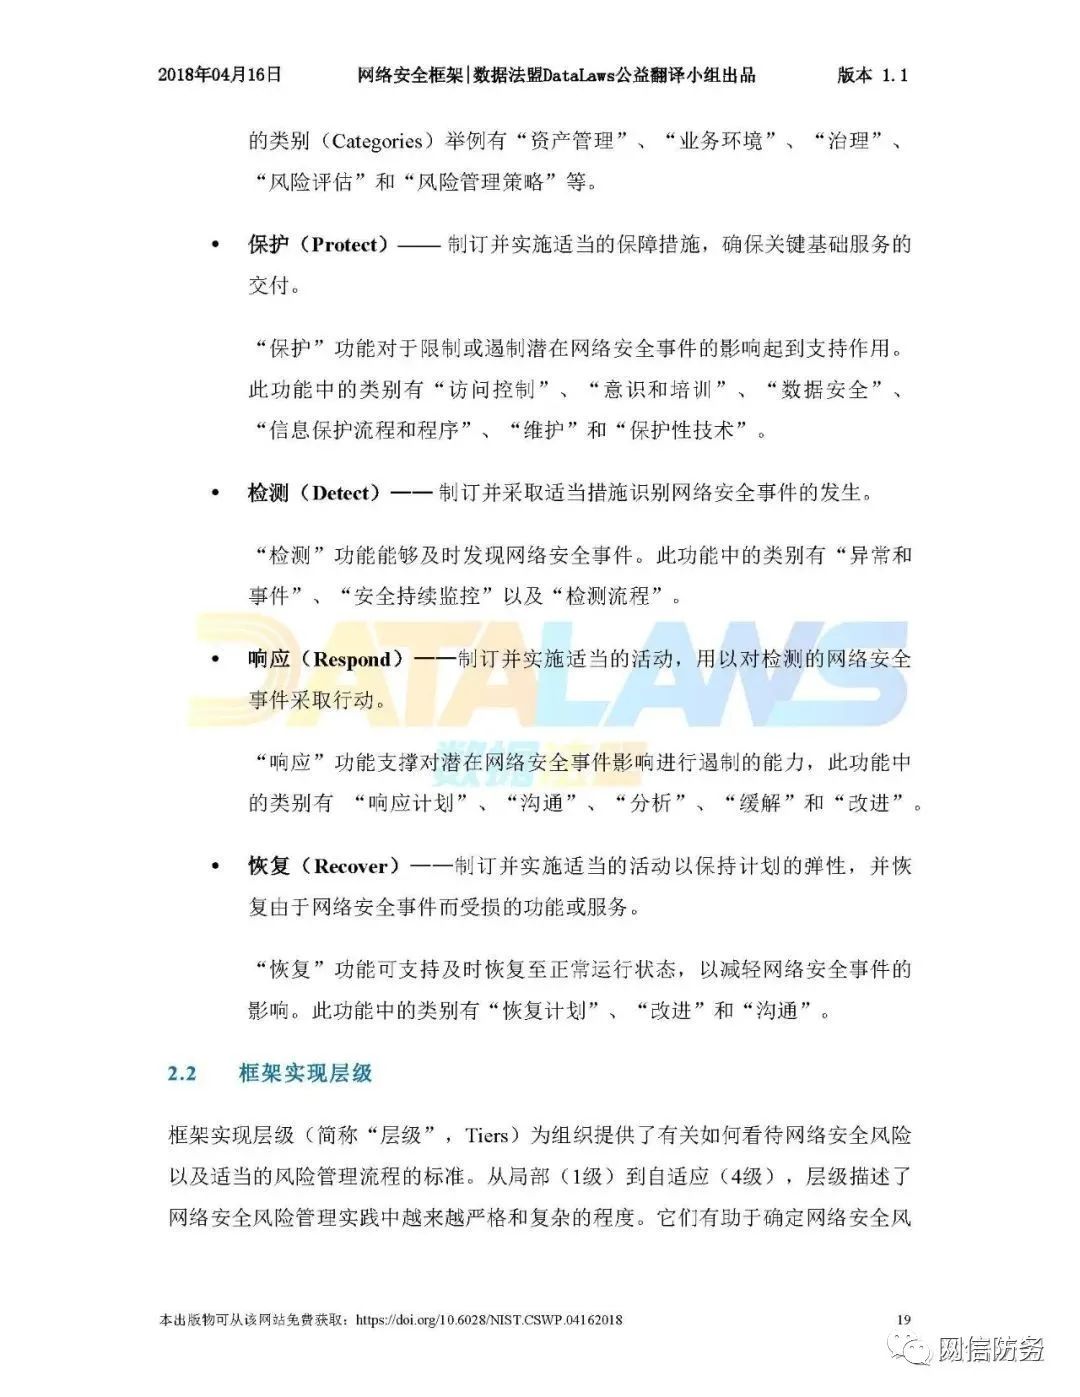 2018年04月16日 网络安全框架|数据法盟DataLaws公益翻译小组出品 版本 1.1
的类别（Categories）举例有“资产管理”、“业务环境”、“治理”、
“风险评估”和“风险管理策略”等。
• 保护（Protect）—— 制订并实施适当的保障措施，确保关键基础服务的
交付。
“保护”功能对于限制或遏制潜在网络安全事件的影响起到支持作用。
此功能中的类别有“访问控制”、“意识和培训”、“数据安全”、
“信息保护流程和程序”、“维护”和“保护性技术”。
• 检测（Detect）—— 制订并采取适当措施识别网络安全事件的发生。
“检测”功能能够及时发现网络安全事件。此功能中的类别有“异常和
事件”、“安全持续监控”以及“检测流程”。
DATALAWS
• 响应（Respond）——制订并实施适当的活动，用以对检测的网络安全
事件采取行动。
数据法盟
“响应”功能支撑对潜在网络安全事件影响进行遏制的能力，此功能中
的类别有 “响应计划”、“沟通”、“分析”、“缓解”和“改进”。
• 恢复（Recover）——制订并实施适当的活动以保持计划的弹性，并恢
复由于网络安全事件而受损的功能或服务。
“恢复”功能可支持及时恢复至正常运行状态，以减轻网络安全事件的
影响。此功能中的类别有“恢复计划”、“改进”和“沟通”。
2.2 框架实现层级
框架实现层级（简称“层级”，Tiers）为组织提供了有关如何看待网络安全风险
以及适当的风险管理流程的标准。从局部（1级）到自适应（4级），层级描述了
网络安全风险管理实践中越来越严格和复杂的程度。它们有助于确定网络安全风
本出版物可从该网站免费获取：https://doi.org/10.6028/NIST.CSWP.04162018 19
网信防务